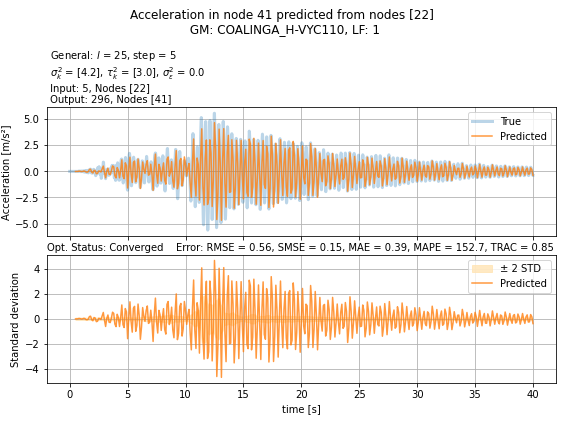 Acceleration in node 41 predicted from nodes [22]
GM: COALINGA_H-VYC110, LF: 1
General: l = 25, step = 5
σ²ₖ = [4.2], τ²ₖ = [3.0], σ²ε = 0.0
Input: 5, Nodes [22]
Output: 296, Nodes [41]
Acceleration [m/s²]
5.0
2.5
0.0
−2.5
−5.0
True
Predicted
Opt. Status: Converged Error: RMSE = 0.56, SMSE = 0.15, MAE = 0.39, MAPE = 152.7, TRAC = 0.85
Standard deviation
4
2
0
−2
−4
± 2 STD
Predicted
0 5 10 15 20 25 30 35 40
time [s]